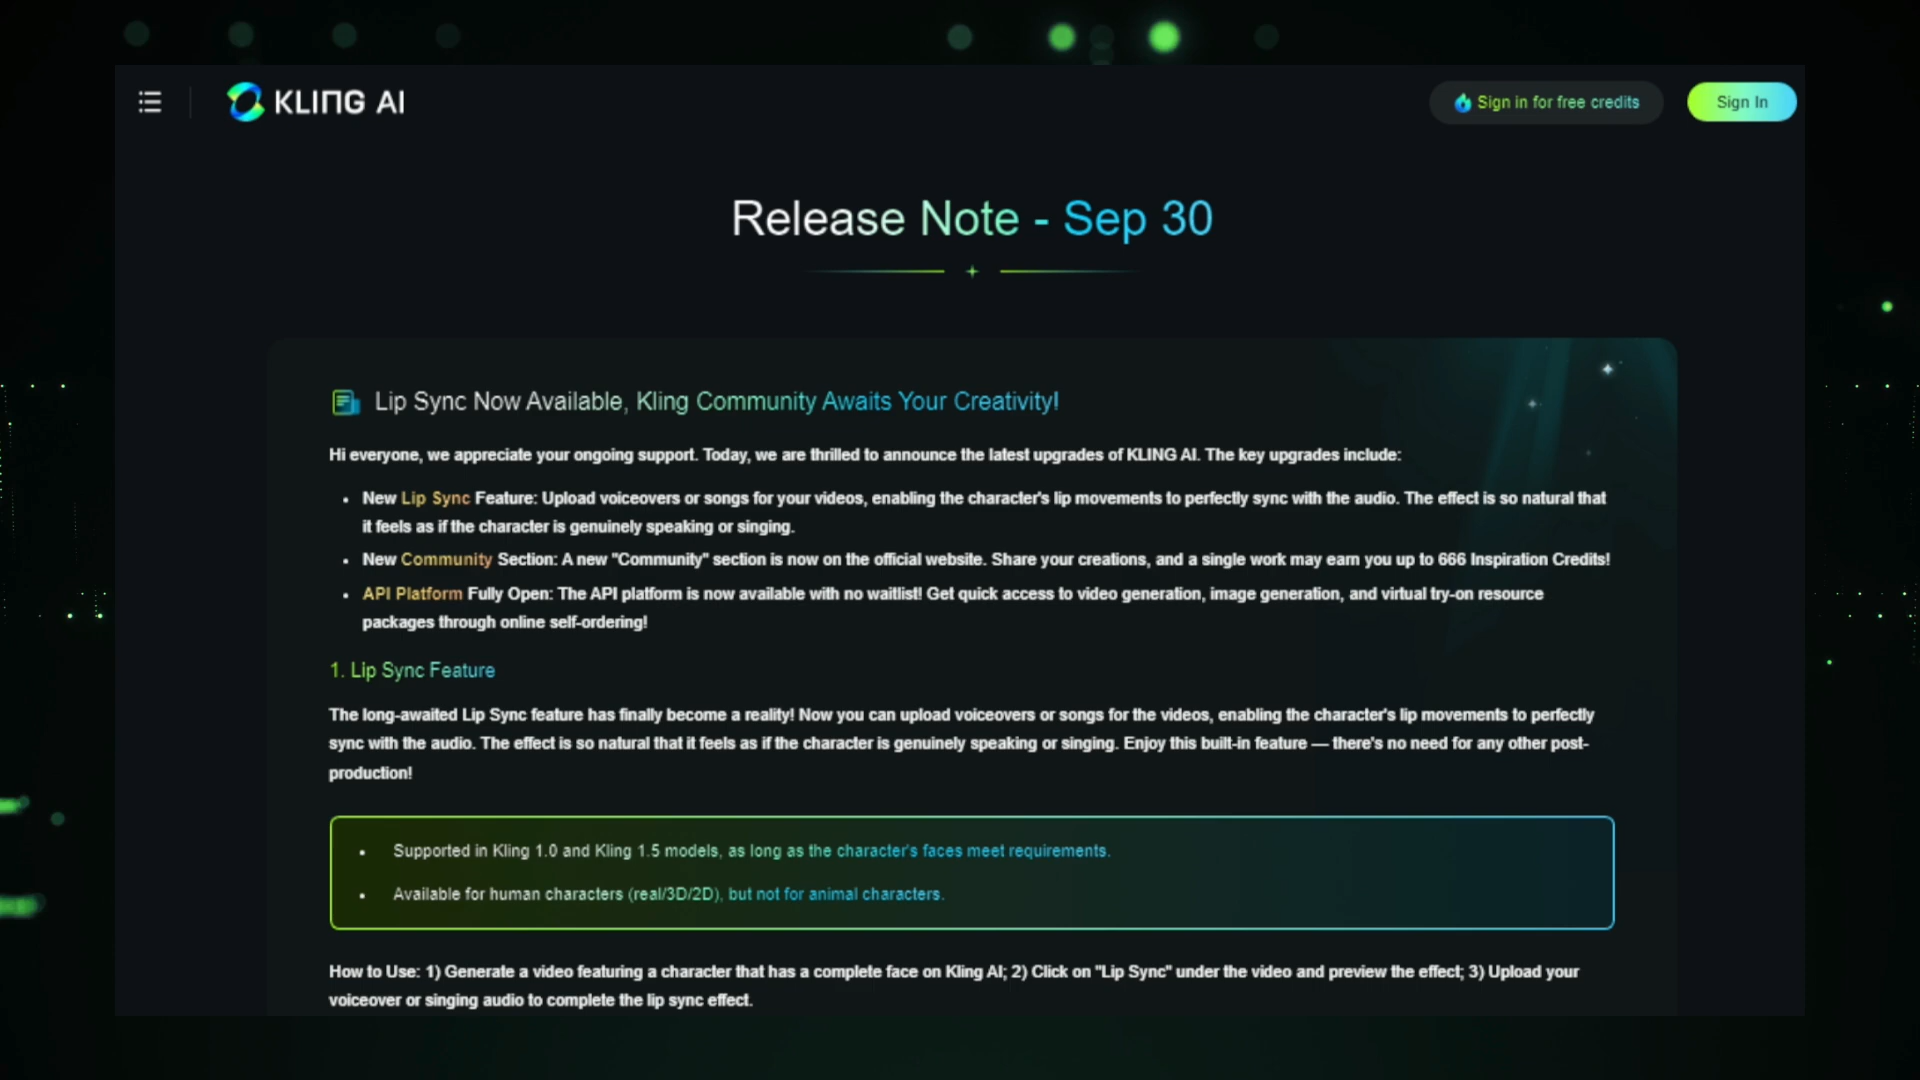 KLING AI
Sign in for free credits
Sign In
Release Note - Sep 30
Lip Sync Now Available, Kling Community Awaits Your Creativity!
Hi everyone, we appreciate your ongoing support. Today, we are thrilled to announce the latest upgrades of KLING AI. The key upgrades include:
• New Lip Sync Feature: Upload voiceovers or songs for your videos, enabling the character's lip movements to perfectly sync with the audio. The effect is so natural that
it feels as if the character is genuinely speaking or singing.
• New Community Section: A new "Community" section is now on the official website. Share your creations, and a single work may earn you up to 666 Inspiration Credits!
• API Platform Fully Open: The API platform is now available with no waitlist! Get quick access to video generation, image generation, and virtual try-on resource
packages through online self-ordering!
1. Lip Sync Feature
The long-awaited Lip Sync feature has finally become a reality! Now you can upload voiceovers or songs for the videos, enabling the character's lip movements to perfectly
sync with the audio. The effect is so natural that it feels as if the character is genuinely speaking or singing. Enjoy this built-in feature — there's no need for any other post-
production!
• Supported in Kling 1.0 and Kling 1.5 models, as long as the character's faces meet requirements.
• Available for human characters (real/3D/2D), but not for animal characters.
How to Use: 1) Generate a video featuring a character that has a complete face on Kling AI; 2) Click on "Lip Sync" under the video and preview the effect; 3) Upload your
voiceover or singing audio to complete the lip sync effect.